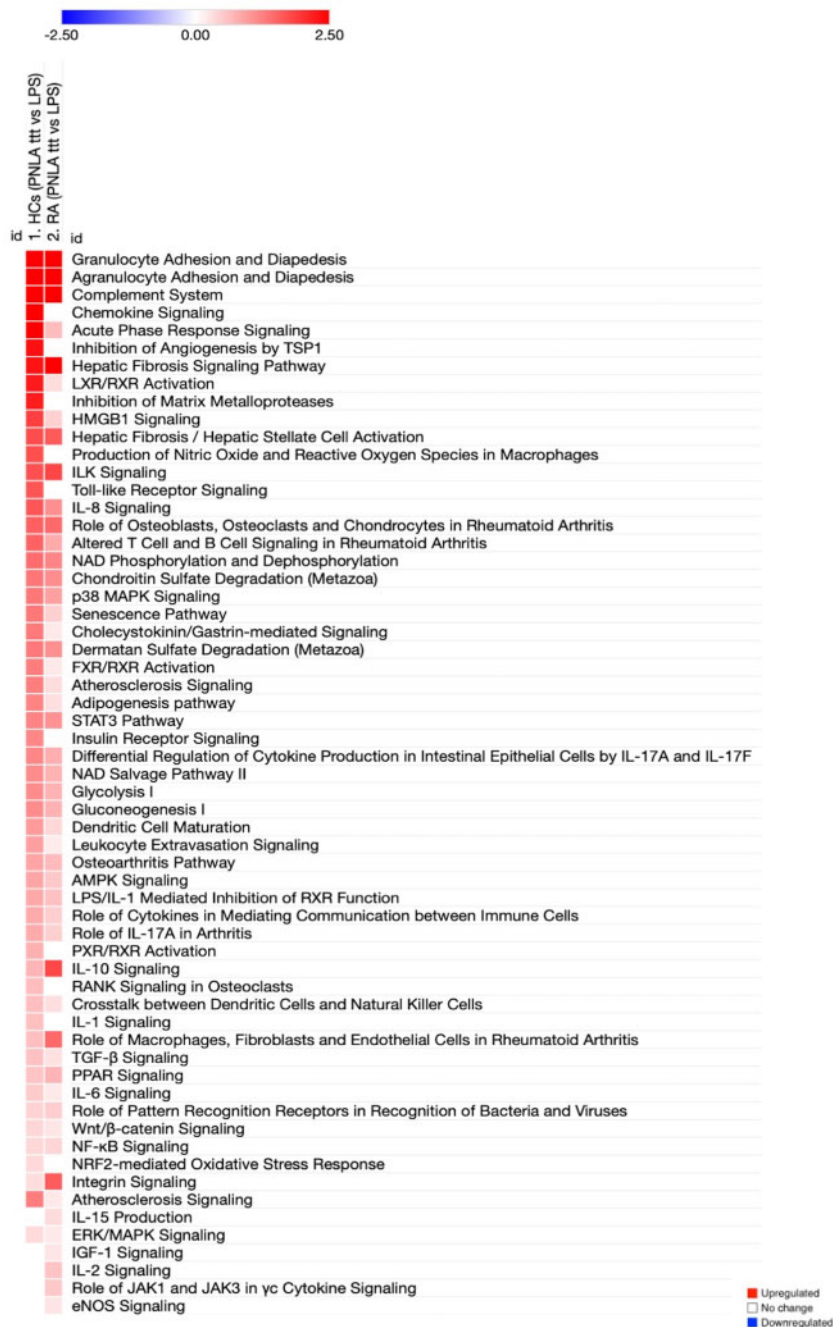 -2.50 0.00 2.50
1. HCs (PNLA ttt vs LPS)
2. RA (PNLA ttt vs LPS)
id id
Granulocyte Adhesion and Diapedesis
Agranulocyte Adhesion and Diapedesis
Complement System
Chemokine Signaling
Acute Phase Response Signaling
Inhibition of Angiogenesis by TSP1
Hepatic Fibrosis Signaling Pathway
LXR/RXR Activation
Inhibition of Matrix Metalloproteases
HMGB1 Signaling
Hepatic Fibrosis / Hepatic Stellate Cell Activation
Production of Nitric Oxide and Reactive Oxygen Species in Macrophages
ILK Signaling
Toll-like Receptor Signaling
IL-8 Signaling
Role of Osteoblasts, Osteoclasts and Chondrocytes in Rheumatoid Arthritis
Altered T Cell and B Cell Signaling in Rheumatoid Arthritis
NAD Phosphorylation and Dephosphorylation
Chondroitin Sulfate Degradation (Metazoa)
p38 MAPK Signaling
Senescence Pathway
Cholecystokinin/Gastrin-mediated Signaling
Dermatan Sulfate Degradation (Metazoa)
FXR/RXR Activation
Atherosclerosis Signaling
Adipogenesis pathway
STAT3 Pathway
Insulin Receptor Signaling
Differential Regulation of Cytokine Production in Intestinal Epithelial Cells by IL-17A and IL-17F
NAD Salvage Pathway II
Glycolysis I
Gluconeogenesis I
Dendritic Cell Maturation
Leukocyte Extravasation Signaling
Osteoarthritis Pathway
AMPK Signaling
LPS/IL-1 Mediated Inhibition of RXR Function
Role of Cytokines in Mediating Communication between Immune Cells
Role of IL-17A in Arthritis
PXR/RXR Activation
IL-10 Signaling
RANK Signaling in Osteoclasts
Crosstalk between Dendritic Cells and Natural Killer Cells
IL-1 Signaling
Role of Macrophages, Fibroblasts and Endothelial Cells in Rheumatoid Arthritis
TGF-β Signaling
PPAR Signaling
IL-6 Signaling
Role of Pattern Recognition Receptors in Recognition of Bacteria and Viruses
Wnt/β-catenin Signaling
NF-κB Signaling
NRF2-mediated Oxidative Stress Response
Integrin Signaling
Atherosclerosis Signaling
IL-15 Production
ERK/MAPK Signaling
IGF-1 Signaling
IL-2 Signaling
Role of JAK1 and JAK3 in γc Cytokine Signaling
eNOS Signaling
Upregulated
No change
Downregulated